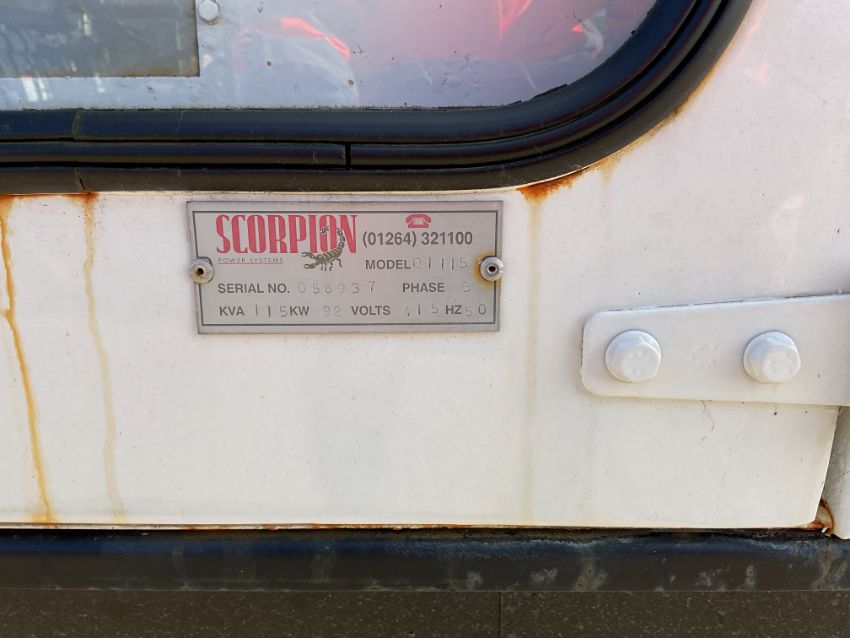 SCORPION (01264) 321100
POWER SYSTEMS
MODEL 01115
SERIAL NO. 058937 PHASE 3
KVA 115 KW 92 VOLTS 415 HZ 50